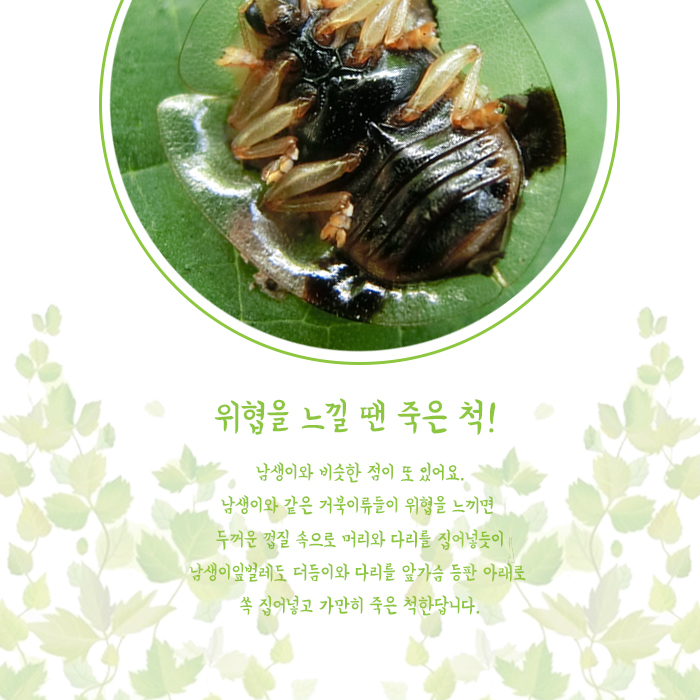 위협을 느낄 땐 죽은 척!
남생이와 비슷한 점이 또 있어요.
남생이와 같은 거북이류들이 위협을 느끼면
두꺼운 껍질 속으로 머리와 다리를 집어넣듯이
남생이잎벌레도 더듬이와 다리를 앞가슴 등판 아래로
쏙 집어넣고 가만히 죽은 척한답니다.